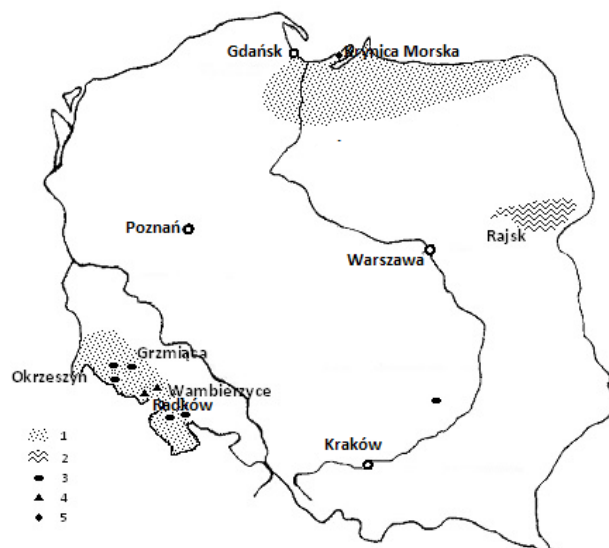 Gdańsk
Krynica Morska
Poznań
Rajsk
Warszawa
Grzmiąca
Okrzeszyn
Wambierzyce
Radków
Kraków
1
2
3
4
5